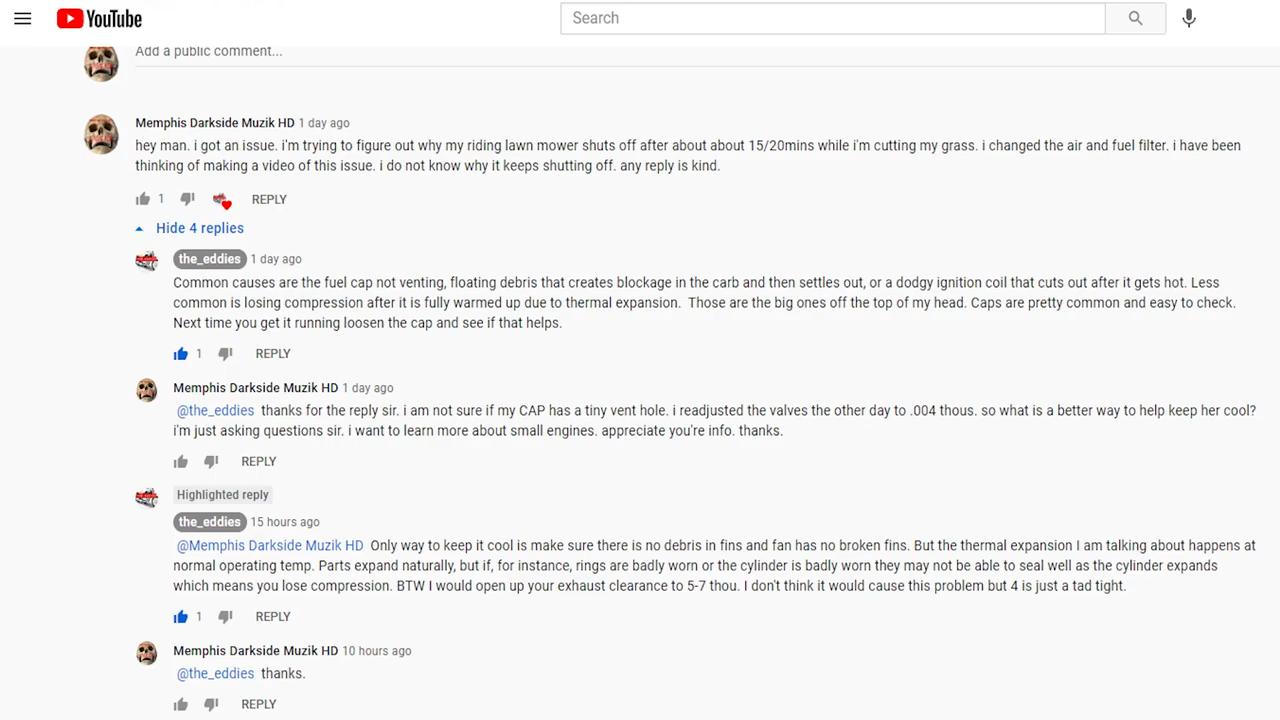 YouTube
Search
Add a public comment...
Memphis Darkside Muzik HD 1 day ago
hey man. i got an issue. i'm trying to figure out why my riding lawn mower shuts off after about about 15/20mins while i'm cutting my grass. i changed the air and fuel filter. i have been
thinking of making a video of this issue. i do not know why it keeps shutting off. any reply is kind.
1 REPLY
Hide 4 replies
the_eddies 1 day ago
Common causes are the fuel cap not venting, floating debris that creates blockage in the carb and then settles out, or a dodgy ignition coil that cuts out after it gets hot. Less
common is losing compression after it is fully warmed up due to thermal expansion. Those are the big ones off the top of my head. Caps are pretty common and easy to check.
Next time you get it running loosen the cap and see if that helps.
1 REPLY
Memphis Darkside Muzik HD 1 day ago
@the_eddies thanks for the reply sir. i am not sure if my CAP has a tiny vent hole. i readjusted the valves the other day to .004 thous. so what is a better way to help keep her cool?
i'm just asking questions sir. i want to learn more about small engines. appreciate you're info. thanks.
REPLY
Highlighted reply
the_eddies 15 hours ago
@Memphis Darkside Muzik HD Only way to keep it cool is make sure there is no debris in fins and fan has no broken fins. But the thermal expansion I am talking about happens at
normal operating temp. Parts expand naturally, but if, for instance, rings are badly worn or the cylinder is badly worn they may not be able to seal well as the cylinder expands
which means you lose compression. BTW I would open up your exhaust clearance to 5-7 thou. I don't think it would cause this problem but 4 is just a tad tight.
1 REPLY
Memphis Darkside Muzik HD 10 hours ago
@the_eddies thanks.
REPLY